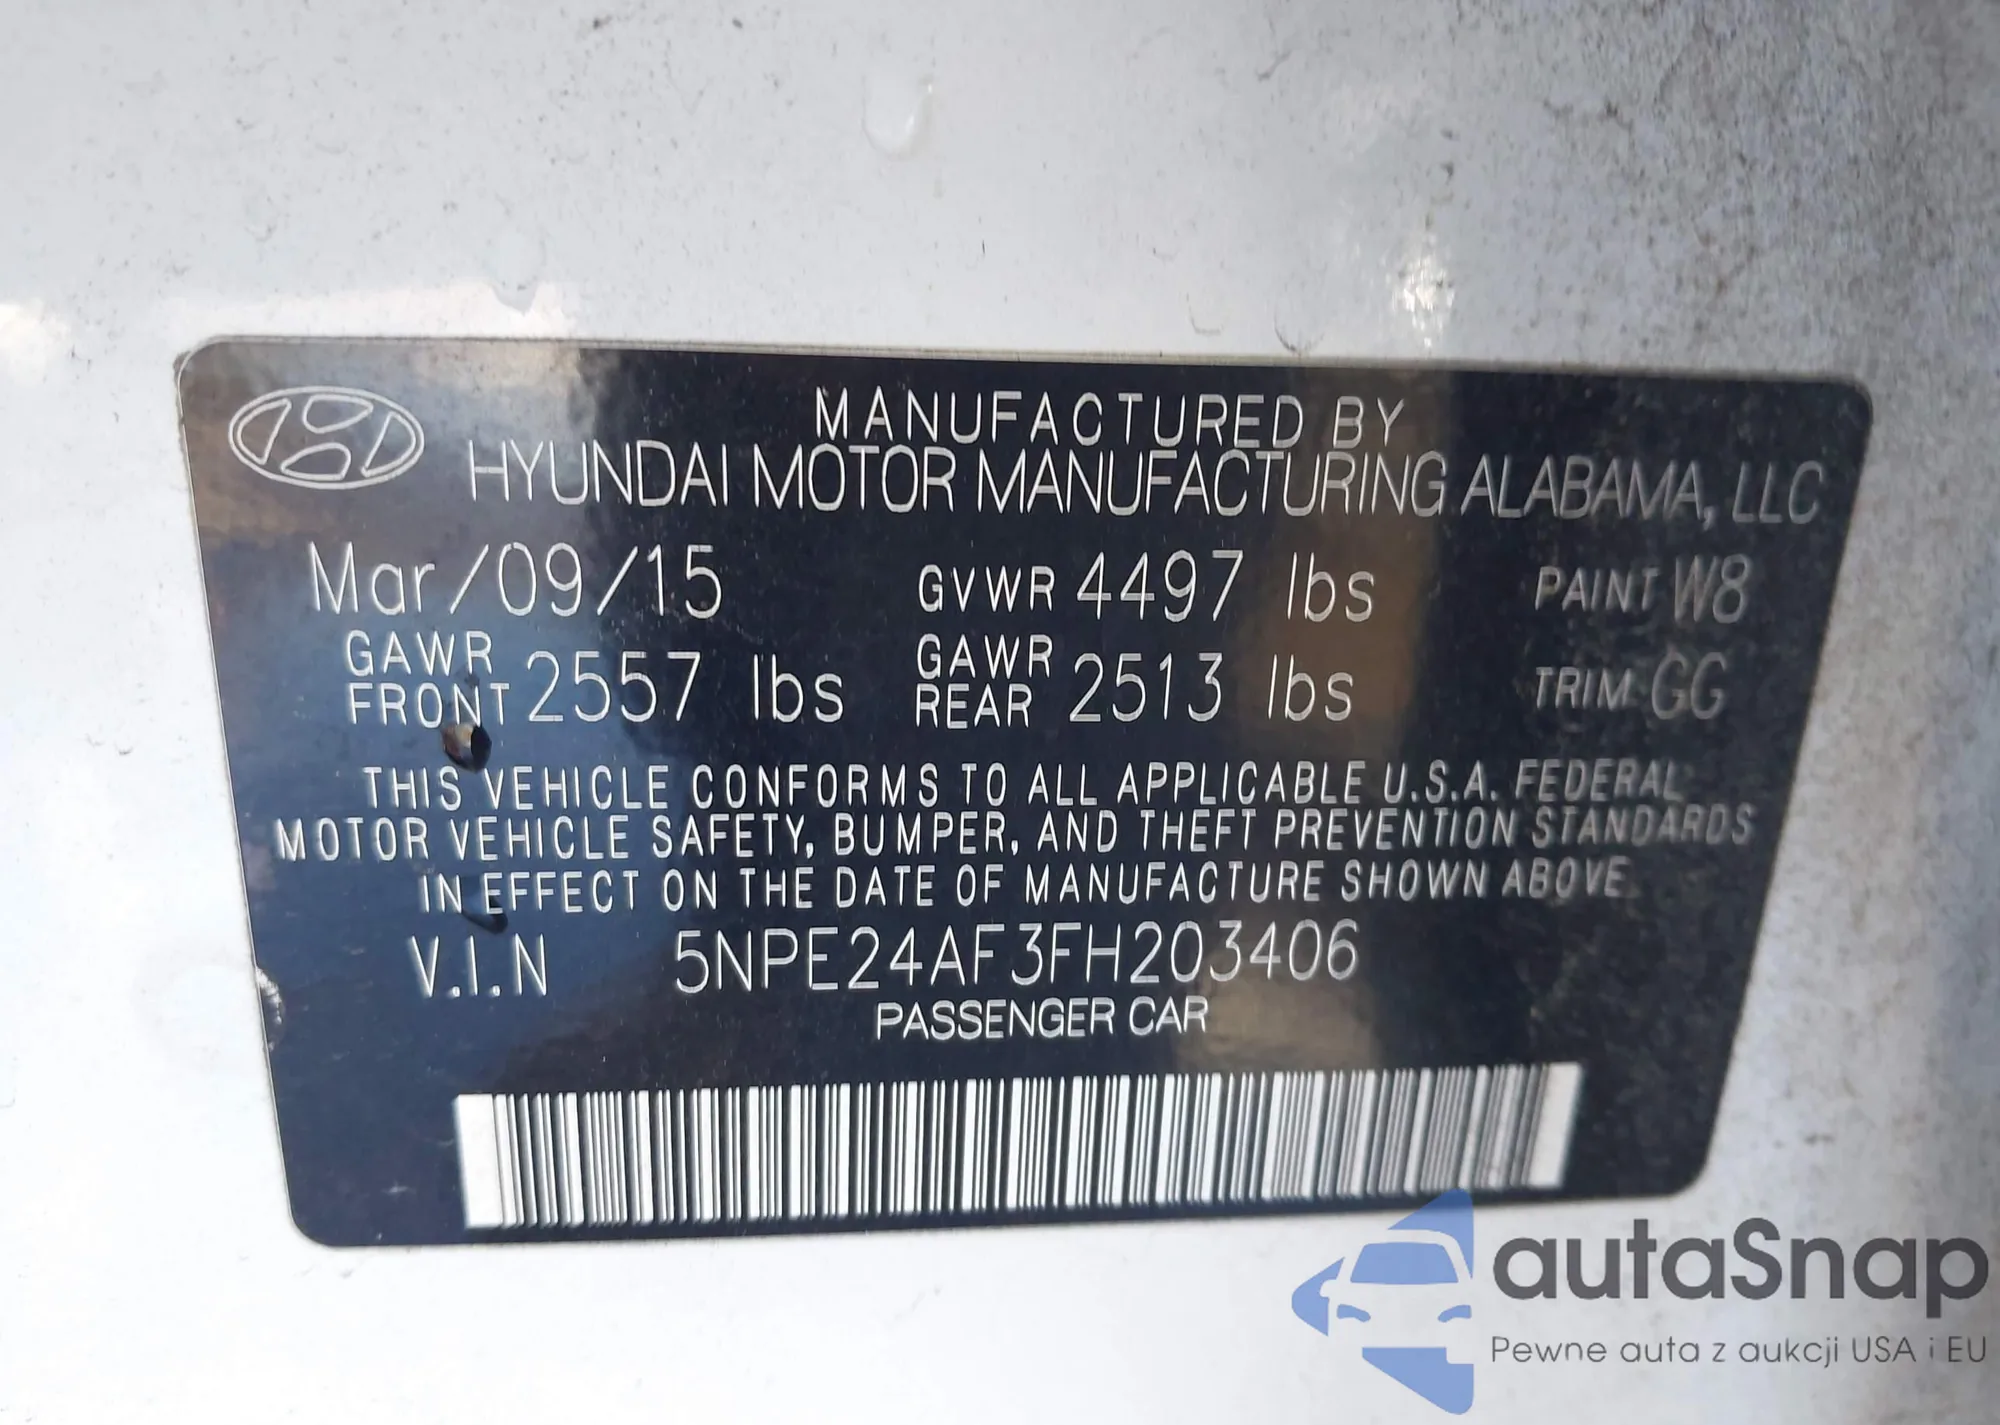 MANUFACTURED BY
HYUNDAI MOTOR MANUFACTURING ALABAMA, LLC
Mar/09/15 GVWR 4497 lbs PAINT W8
GAWR FRONT 2557 lbs GAWR REAR 2513 lbs TRIM GG
THIS VEHICLE CONFORMS TO ALL APPLICABLE U.S.A. FEDERAL
MOTOR VEHICLE SAFETY, BUMPER, AND THEFT PREVENTION STANDARDS
IN EFFECT ON THE DATE OF MANUFACTURE SHOWN ABOVE.
V.I.N 5NPE24AF3FH203406
PASSENGER CAR
autaSnap
Pewne auta z aukcji USA i EU